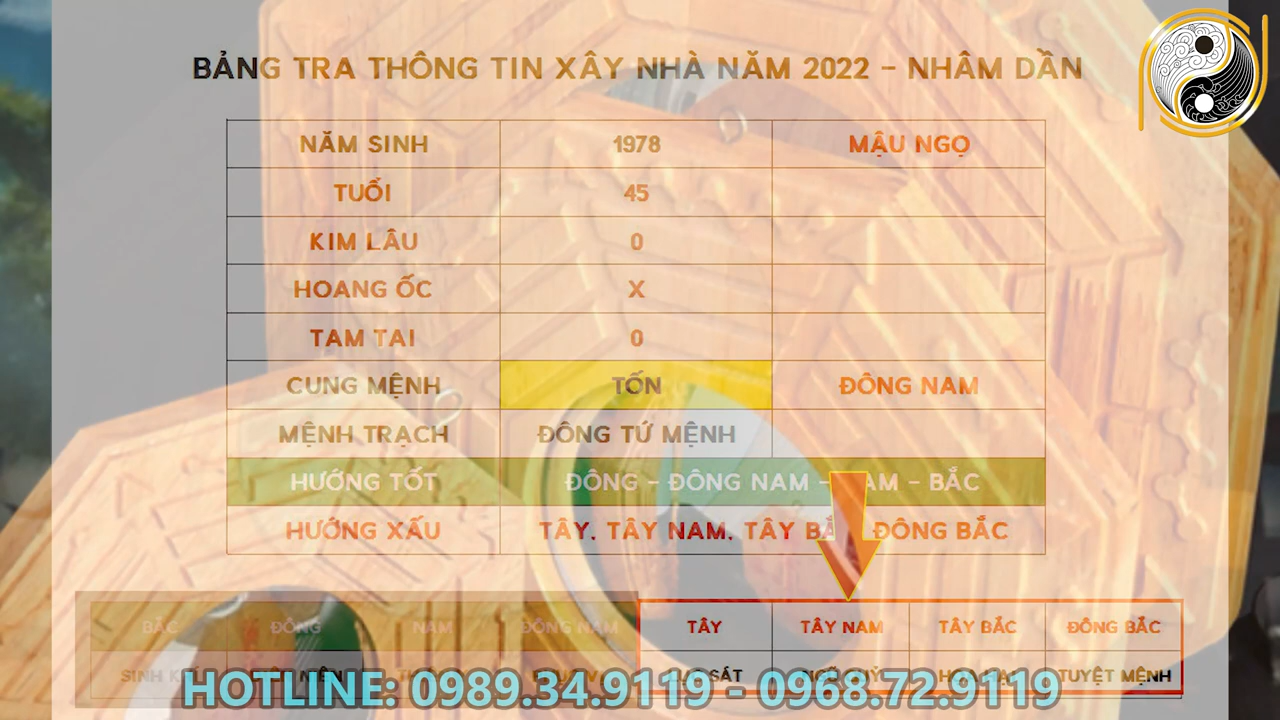 BẢNG TRA THÔNG TIN XÂY NHÀ NĂM 2022 - NHÂM DẦN
NĂM SINH 1978 MẬU NGỌ
TUỔI 45
KIM LÂU 0
HOANG ỐC X
TAM TAI 0
CUNG MỆNH TỐN ĐÔNG NAM
MỆNH TRẠCH ĐÔNG TỨ MỆNH
HƯỚNG TỐT ĐÔNG - ĐÔNG NAM - - BẮC
HƯỚNG XẤU TÂY, TÂY NAM, TÂY ĐÔNG BẮC
BẮC ĐÔNG NAM ĐÔNG NAM TÂY TÂY NAM TÂY BẮC ĐÔNG BẮC
SINH SÁT TUYỆT MỆNH
HOTLINE: 0989.34.9119 - 0968.72.9119